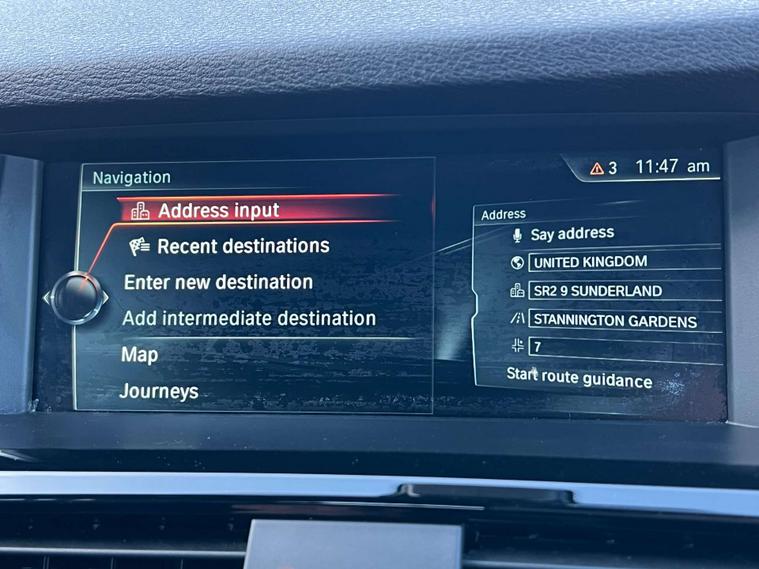 Navigation
Address input
Recent destinations
Enter new destination
Add intermediate destination
Map
Journeys
3 11:47 am
Address
Say address
UNITED KINGDOM
SR2 9 SUNDERLAND
STANNINGTON GARDENS
7
Start route guidance